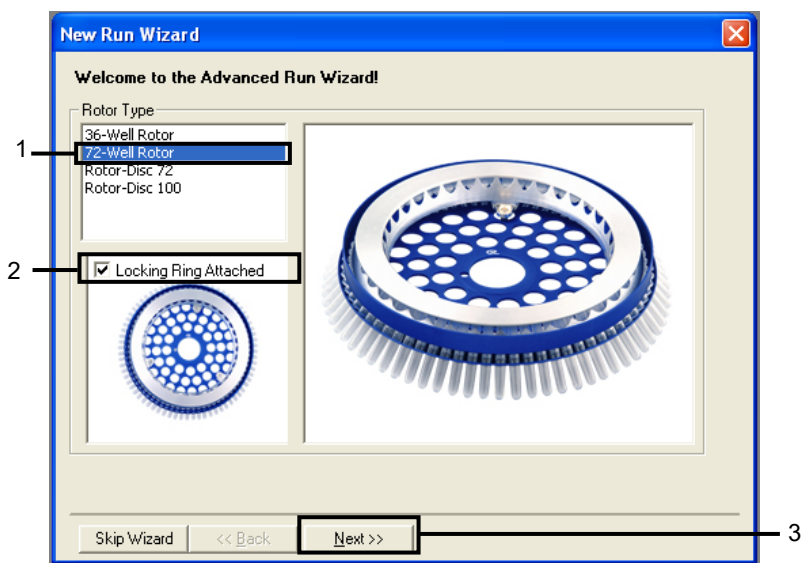 New Run Wizard
Welcome to the Advanced Run Wizard!
Rotor Type
36-Well Rotor
1
72-Well Rotor
Rotor-Disc 72
Rotor-Disc 100
2
Locking Ring Attached
Skip Wizard
<< Back
Next >>
3